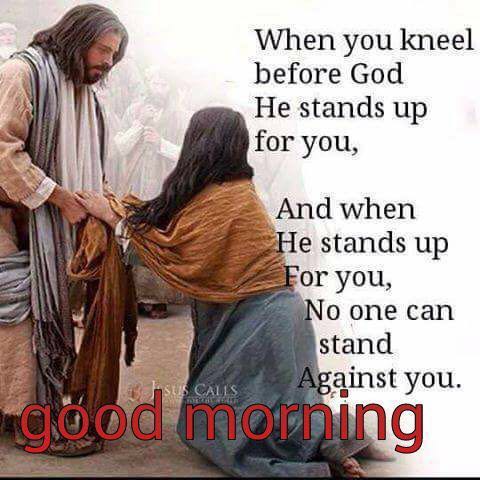 When you kneel
before God
He stands up
for you,
And when
He stands up
For you,
No one can
stand
Against you.
JESUS CALLS
good morning